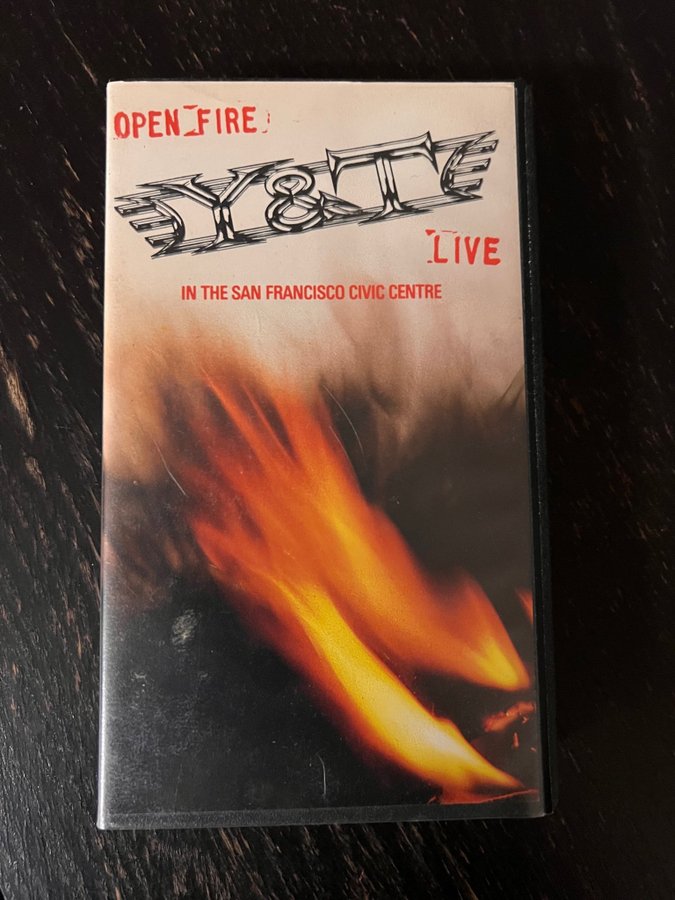 OPEN FIRE
Y&T
LIVE
IN THE SAN FRANCISCO CIVIC CENTRE